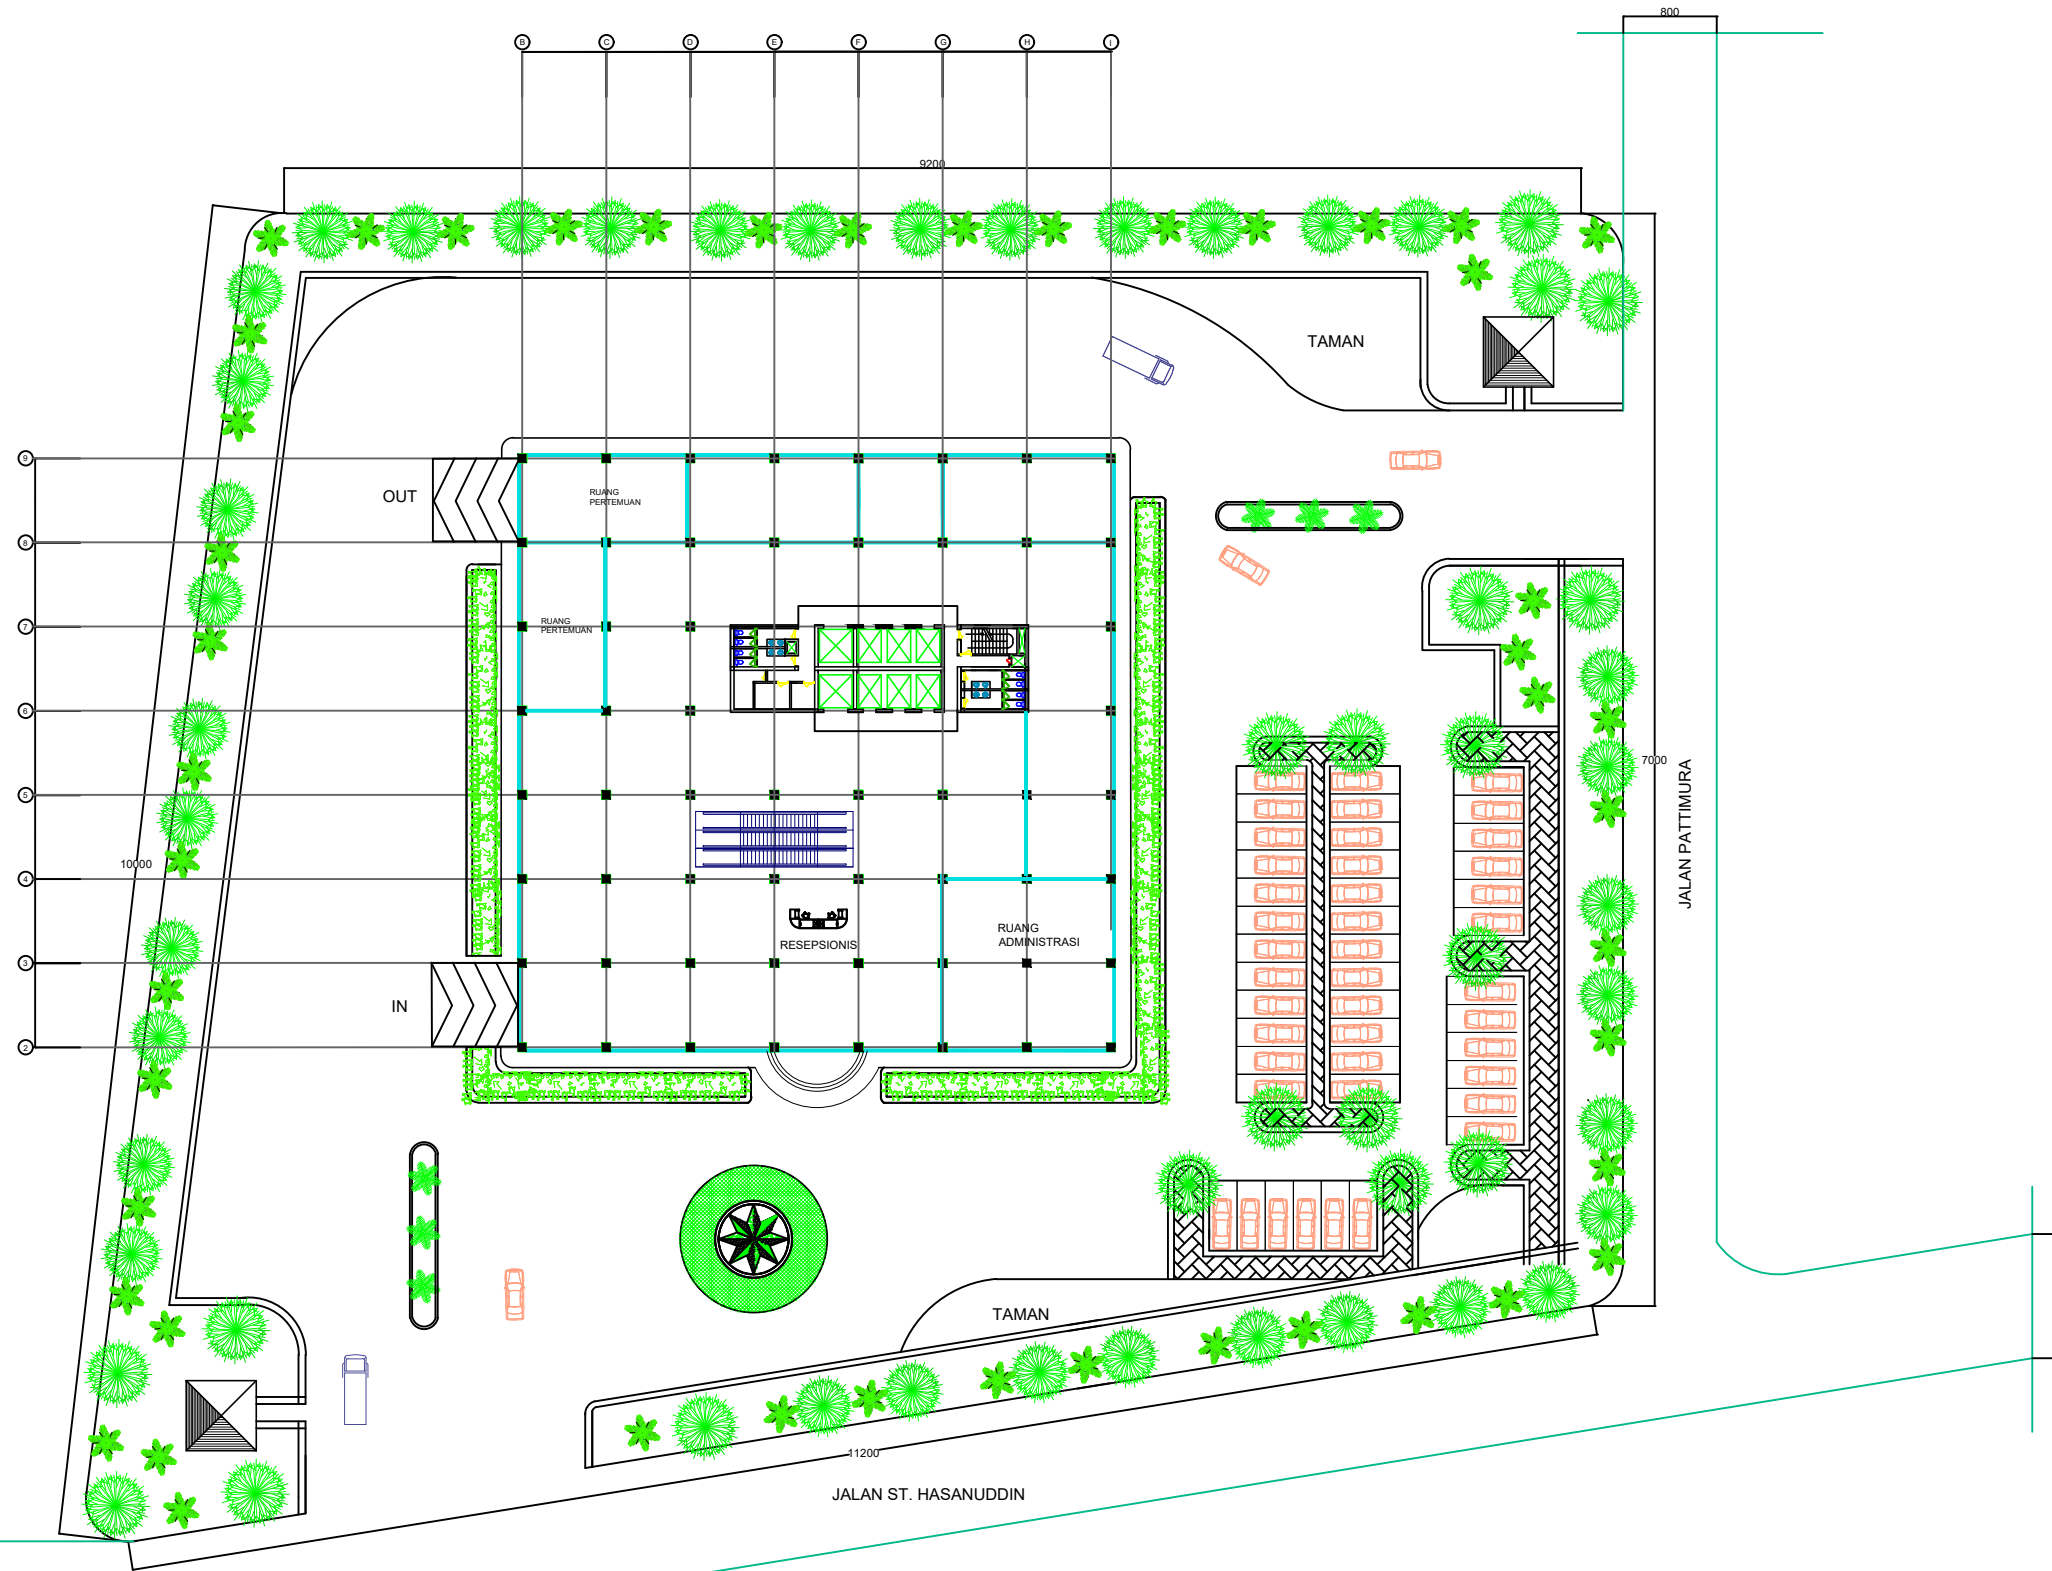 800
B C D E F G H I
9200
TAMAN
9
OUT
RUANG
PERTEMUAN
8
7
RUANG
PERTEMUAN
6
7000
JALAN PATTIMURA
5
10000
4
RUANG
ADMINISTRASI
RESEPSIONIS
3
IN
2
TAMAN
11200
JALAN ST. HASANUDDIN